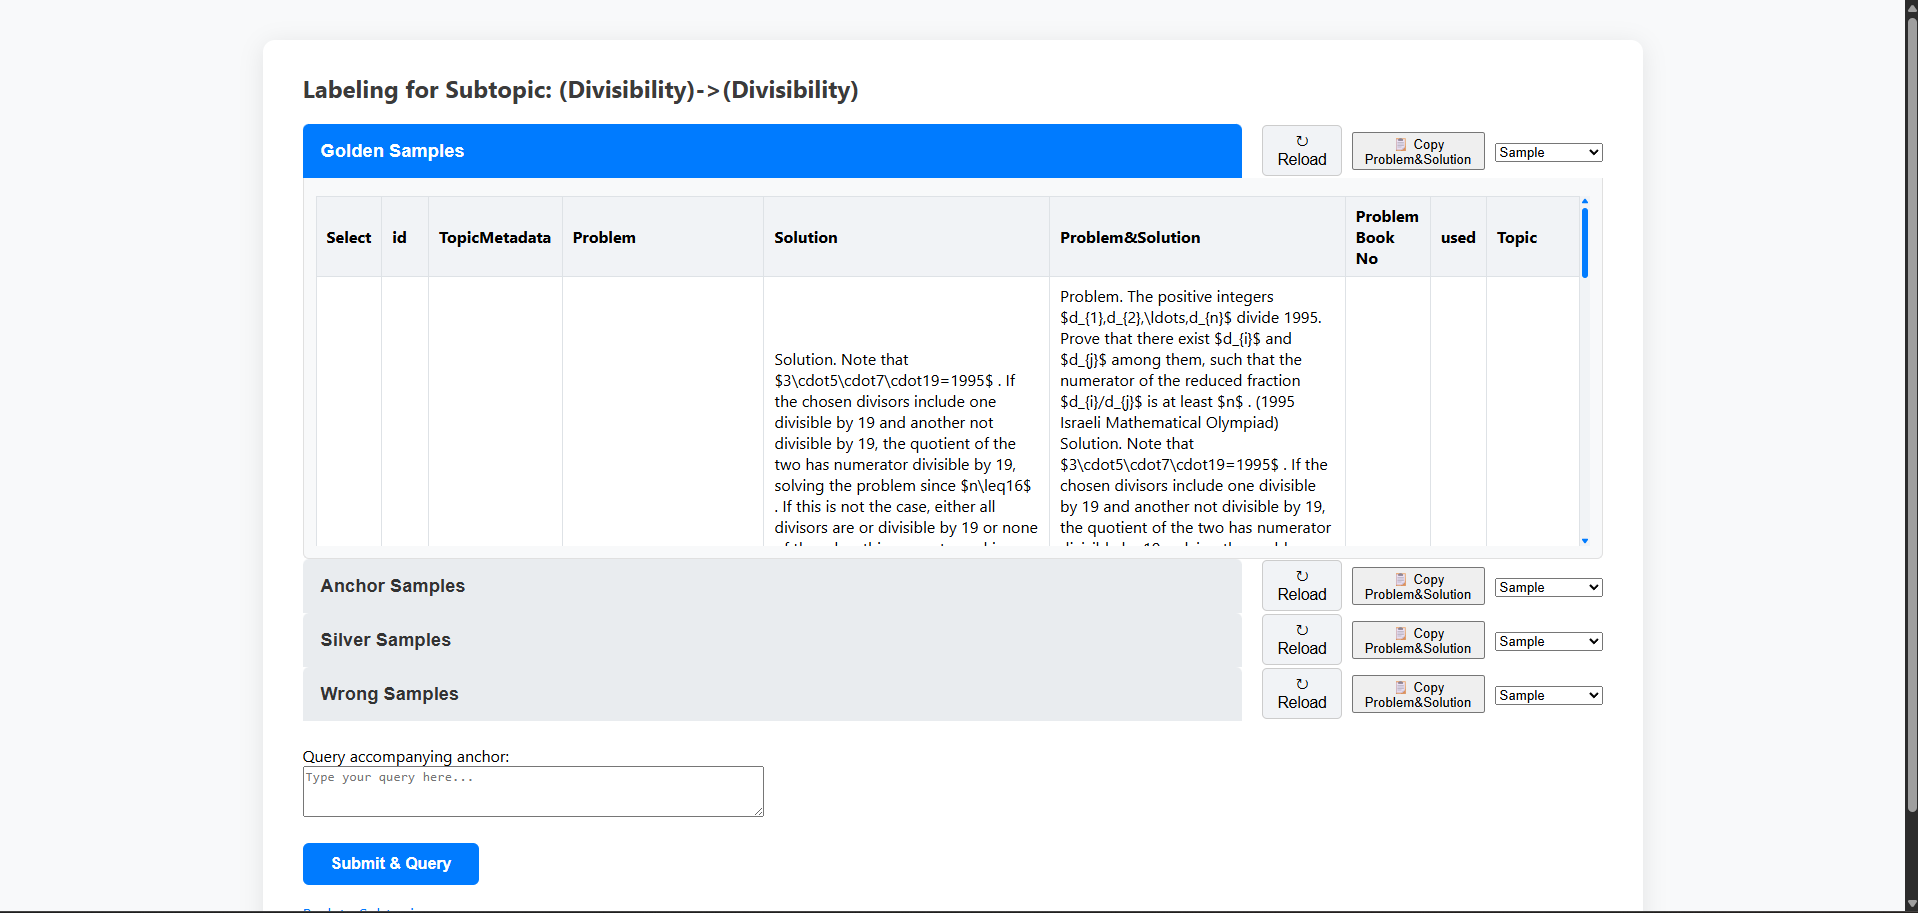 Labeling for Subtopic: (Divisibility)->(Divisibility)
Golden Samples
↻
Reload
📋 Copy
Problem&Solution
Sample
Select
id
TopicMetadata
Problem
Solution
Problem&Solution
Problem
Book
No
used
Topic
Solution. Note that
$3\cdot5\cdot7\cdot19=1995$ . If
the chosen divisors include one
divisible by 19 and another not
divisible by 19, the quotient of the
two has numerator divisible by 19,
solving the problem since $n\leq16$
. If this is not the case, either all
divisors are or divisible by 19 or none
Problem. The positive integers
$d_{1},d_{2},\ldots,d_{n}$ divide 1995.
Prove that there exist $d_{i}$ and
$d_{j}$ among them, such that the
numerator of the reduced fraction
$d_{i}/d_{j}$ is at least $n$ . (1995
Israeli Mathematical Olympiad)
Solution. Note that
$3\cdot5\cdot7\cdot19=1995$ . If the
chosen divisors include one divisible
by 19 and another not divisible by 19,
the quotient of the two has numerator
Anchor Samples
↻
Reload
📋 Copy
Problem&Solution
Sample
Silver Samples
↻
Reload
📋 Copy
Problem&Solution
Sample
Wrong Samples
↻
Reload
📋 Copy
Problem&Solution
Sample
Query accompanying anchor:
Type your query here...
Submit & Query